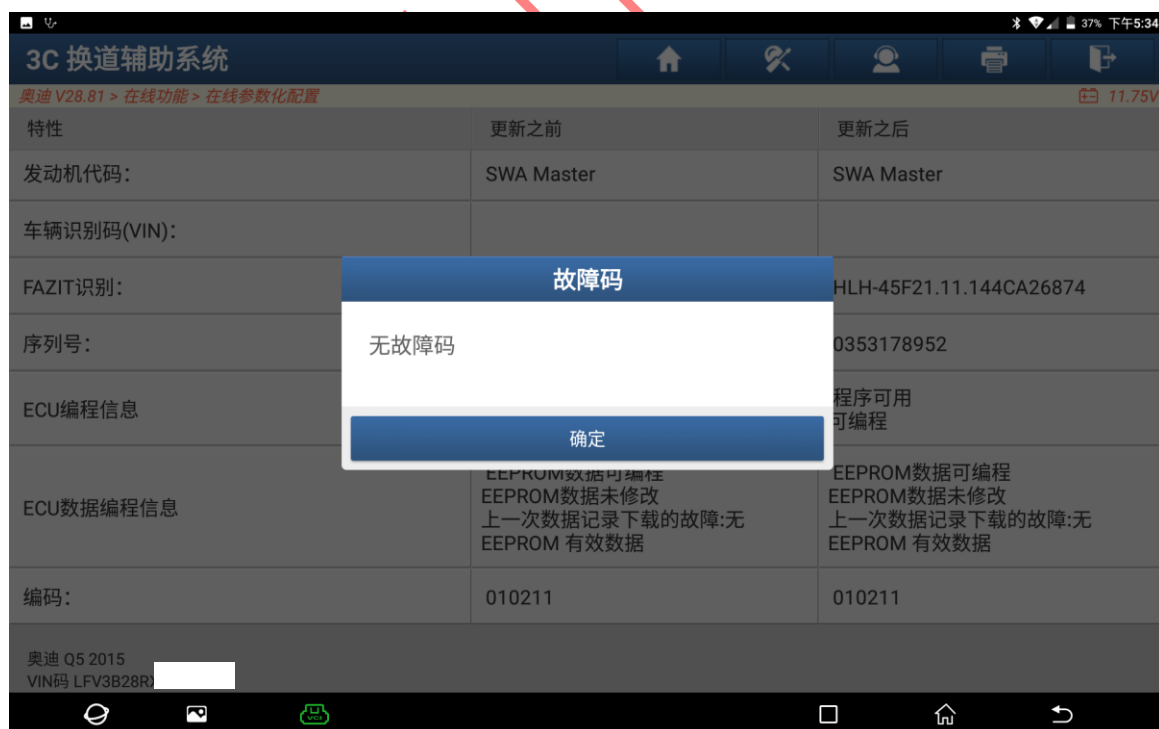 37% 下午5:34
3C 换道辅助系统
奥迪 V28.81 > 在线功能 > 在线参数化配置
11.75V
特性 更新之前 更新之后
发动机代码: SWA Master SWA Master
车辆识别码(VIN):
FAZIT识别: HLH-45F21.11.144CA26874
故障码
无故障码
确定
序列号: 0353178952
ECU编程信息
程序可用
可编程
ECU数据编程信息
EEPROM数据可编程
EEPROM数据未修改
上一次数据记录下载的故障:无
EEPROM 有效数据
EEPROM数据可编程
EEPROM数据未修改
上一次数据记录下载的故障:无
EEPROM 有效数据
编码: 010211 010211
奥迪 Q5 2015
VIN码 LFV3B28R
VCI